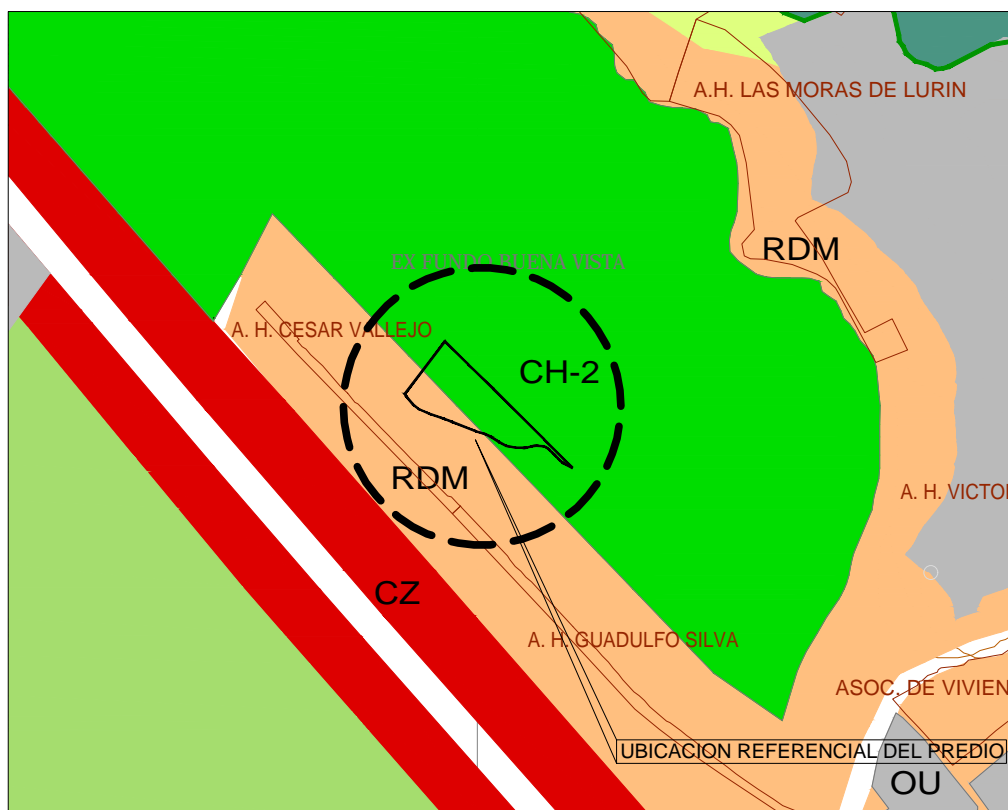 A.H. LAS MORAS DE LURIN
RDM
EX FUNDO BUENA VISTA
A. H. CESAR VALLEJO
CH-2
RDM
A. H. VICTO
CZ
A. H. GUADULFO SILVA
ASOC. DE VIVIEN
UBICACION REFERENCIAL DEL PREDIO
OU